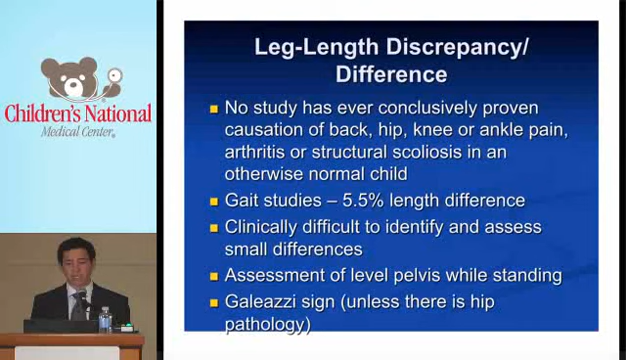 Children's National
Medical Center™
Leg-Length Discrepancy/
Difference
No study has ever conclusively proven
causation of back, hip, knee or ankle pain,
arthritis or structural scoliosis in an
otherwise normal child
Gait studies – 5.5% length difference
Clinically difficult to identify and assess
small differences
Assessment of level pelvis while standing
Galeazzi sign (unless there is hip
pathology)